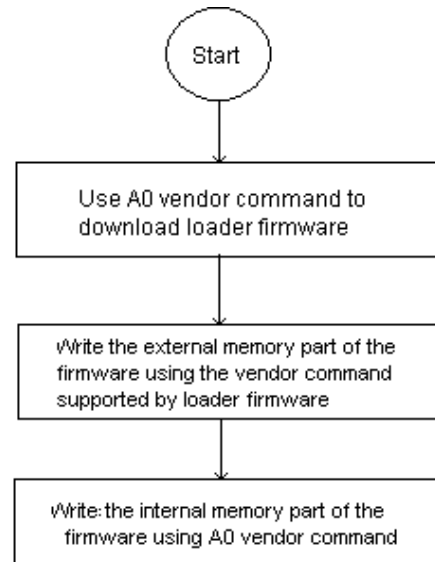 Start
Use A0 vendor command to
download loader firmware
Write the external memory part of the
firmware using the vendor command
supported by loader firmware
Write:the internal memory part of the
firmware using A0 vendor command